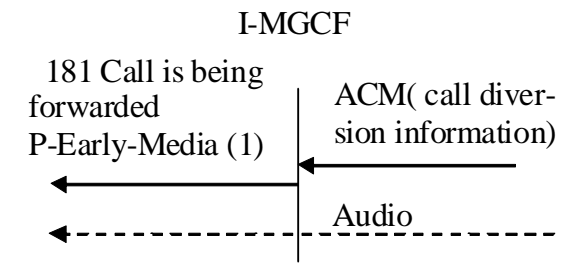 I-MGCF
181 Call is being
forwarded
P-Early-Media (1)
ACM( call diver-
sion information)
Audio